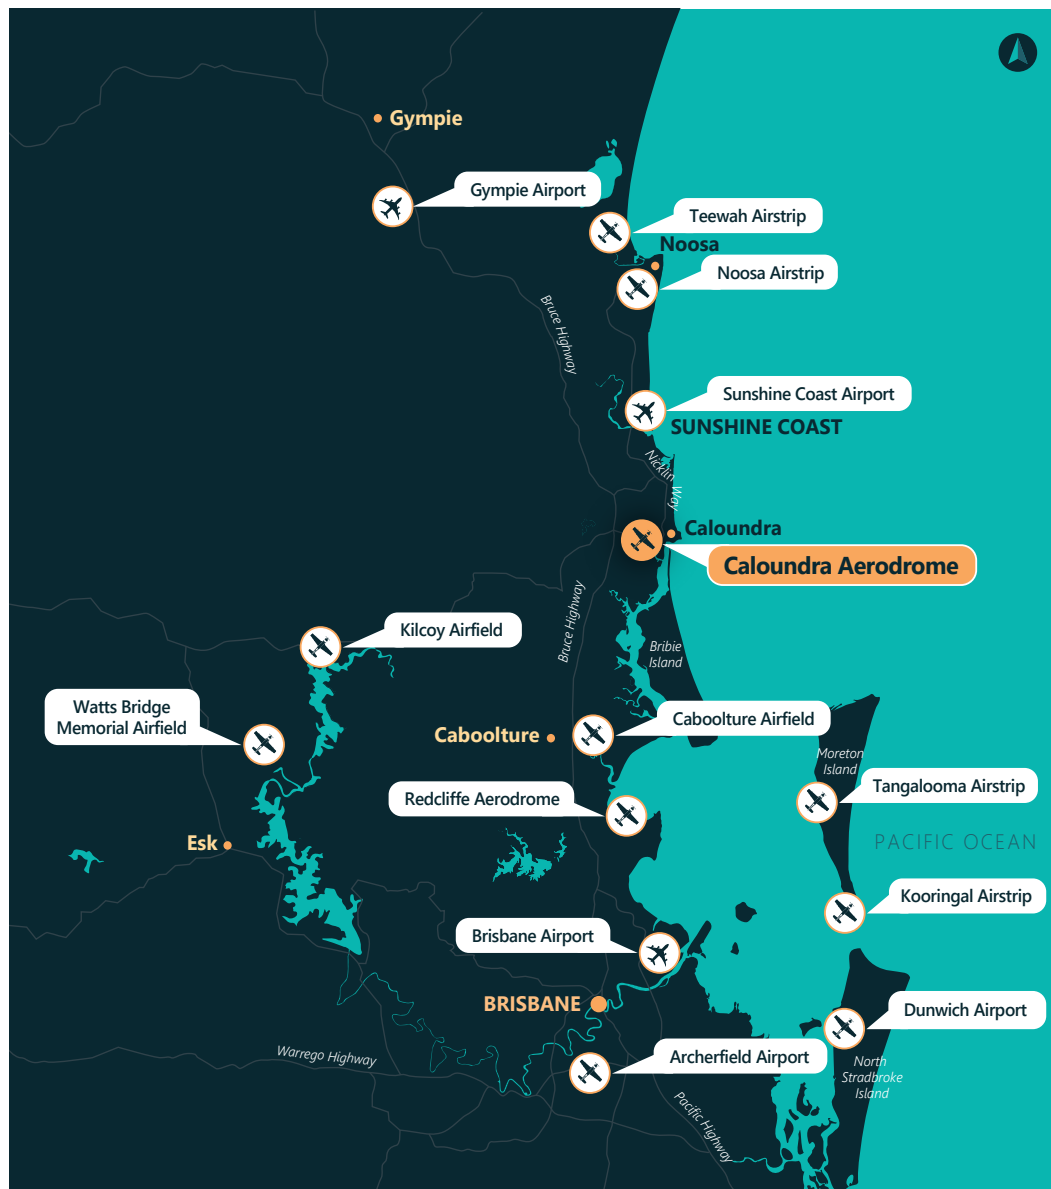 Gympie
Gympie Airport
Teewah Airstrip
Noosa
Noosa Airstrip
Bruce Highway
Sunshine Coast Airport
SUNSHINE COAST
Nicklin Way
Caloundra
Caloundra Aerodrome
Bruce Highway
Kilcoy Airfield
Bribie
Island
Watts Bridge
Memorial Airfield
Caboolture Airfield
Caboolture
Moreton
Island
Tangalooma Airstrip
Redcliffe Aerodrome
PACIFIC OCEAN
Esk
Kooringal Airstrip
Brisbane Airport
BRISBANE
Dunwich Airport
Warrego Highway
Archerfield Airport
North
Stradbroke
Island
Pacific Highway